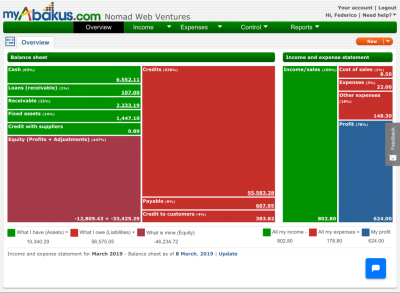 myAbakus.com Nomad Web Ventures
Your account | Logout
Hi, Federico | Need help?
Overview Income Expenses Control Reports
Overview
New
Balance sheet
Cash (63%)
6,552.11
Loans (receivable) (1%)
107.00
Receivable (22%)
2,233.19
Fixed assets (14%)
1,447.10
Credit with suppliers
0.89
Equity (Profits + Adjustments) (447%)
-12,809.43 + -33,425.29
Credits (538%)
55,583.28
Payable (6%)
607.95
Credit to customers (4%)
383.82
Income and expense statement
Income/sales (100%)
802.80
Cost of sales (1%)
8.50
Expenses (3%)
22.00
Other expenses
(18%)
148.30
Profit (78%)
624.00
Feedback
What I have (Assets) = What I owe (Liabilities) + What is mine (Equity)
10,340.29 56,575.05 -46,234.72
All my income - All my expenses = My profit
802.80 178.80 624.00
Income and expense statement for March 2019 - Balance sheet as of 8 March, 2019 | Update